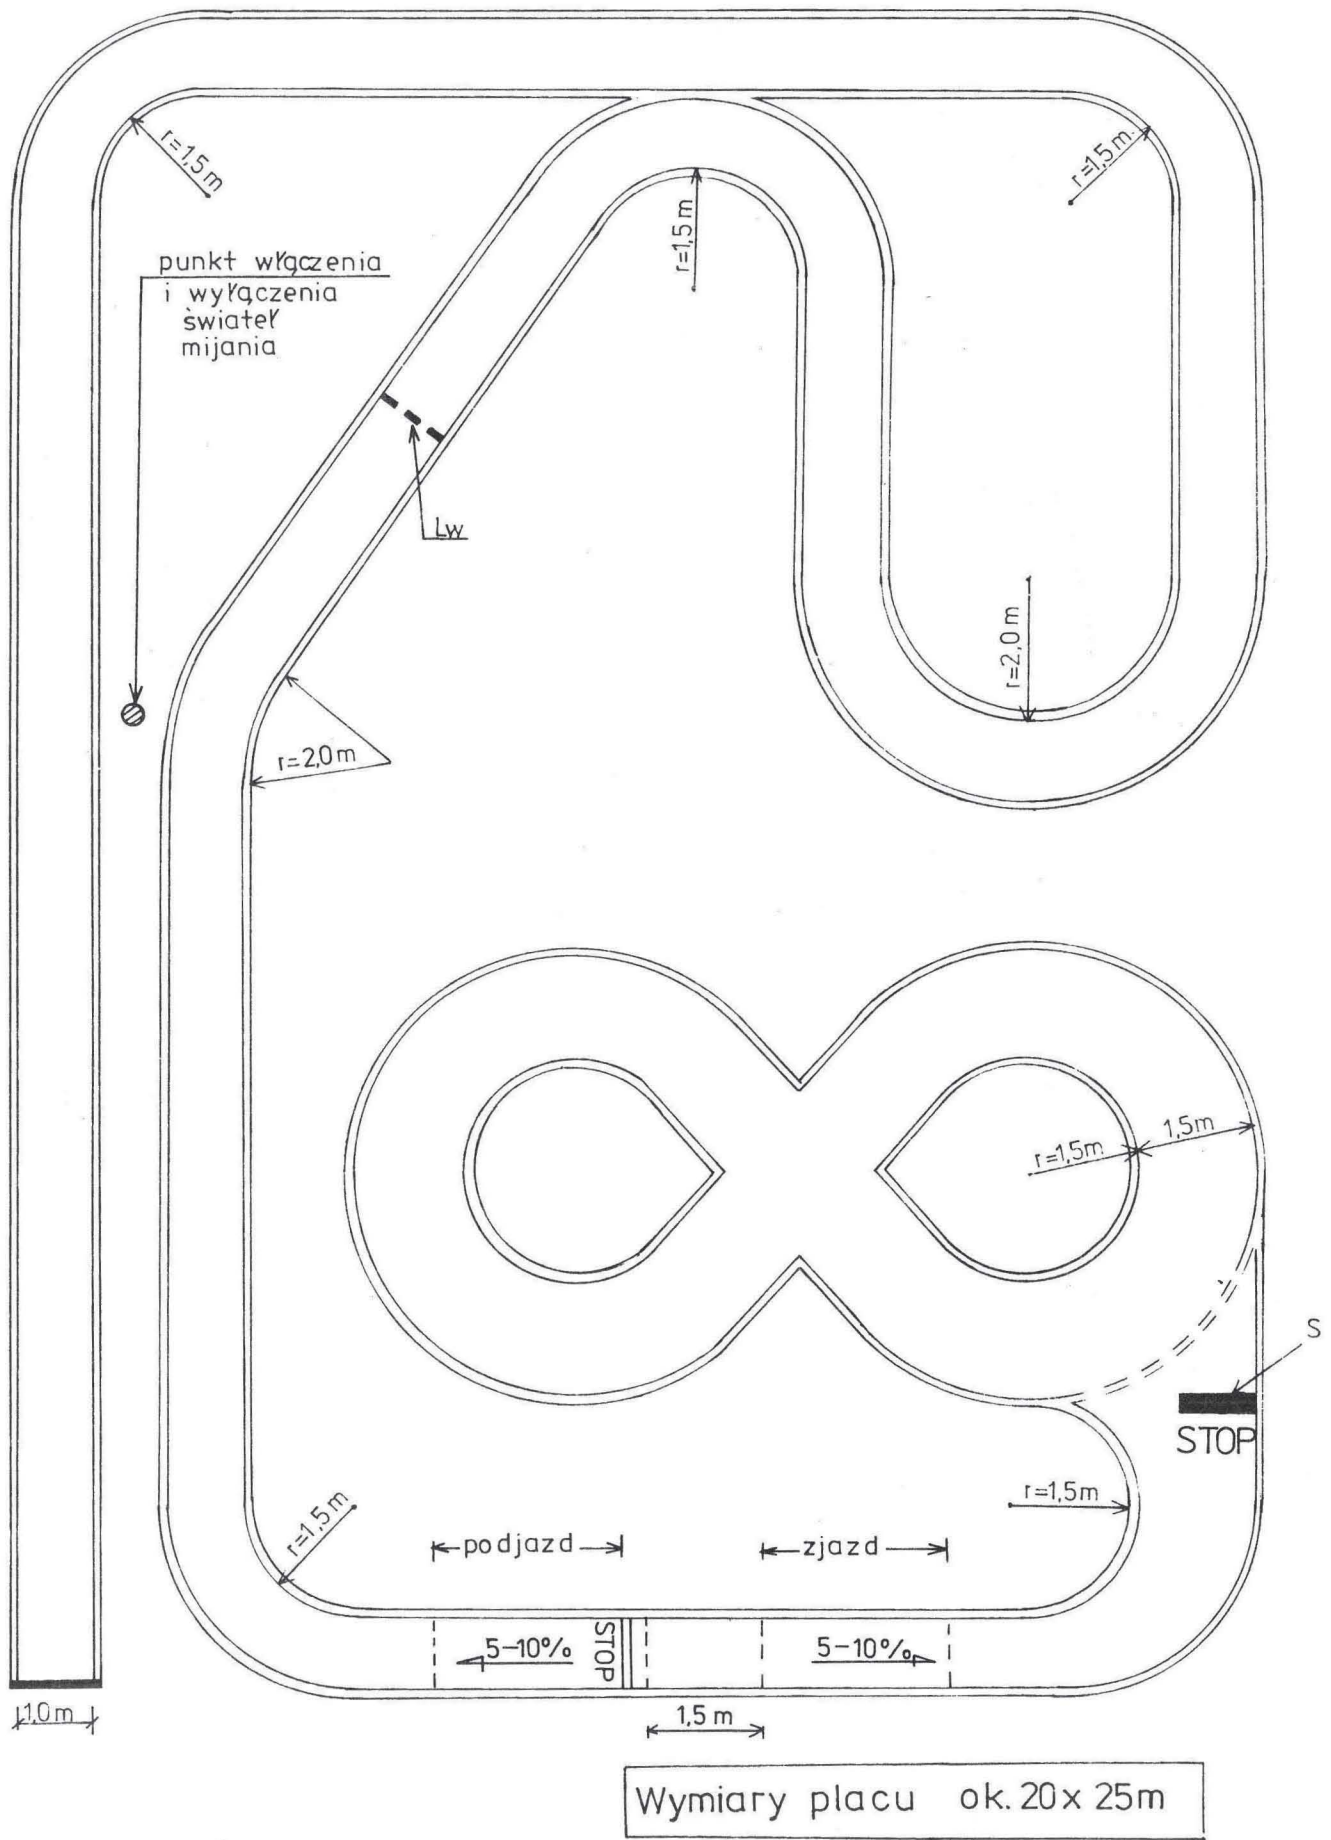 r=1,5m
r=1,5m
r=1,5m
punkt włączenia
i wyłączenia
świateł
mijania
Lw
r=2,0m
r=2,0m
r=1,5m
1,5m
S
STOP
r=1,5m
r=1,5m
podjazd
zjazd
5-10%
STOP
5-10%
1,0m
1,5 m
Wymiary placu ok. 20x 25m